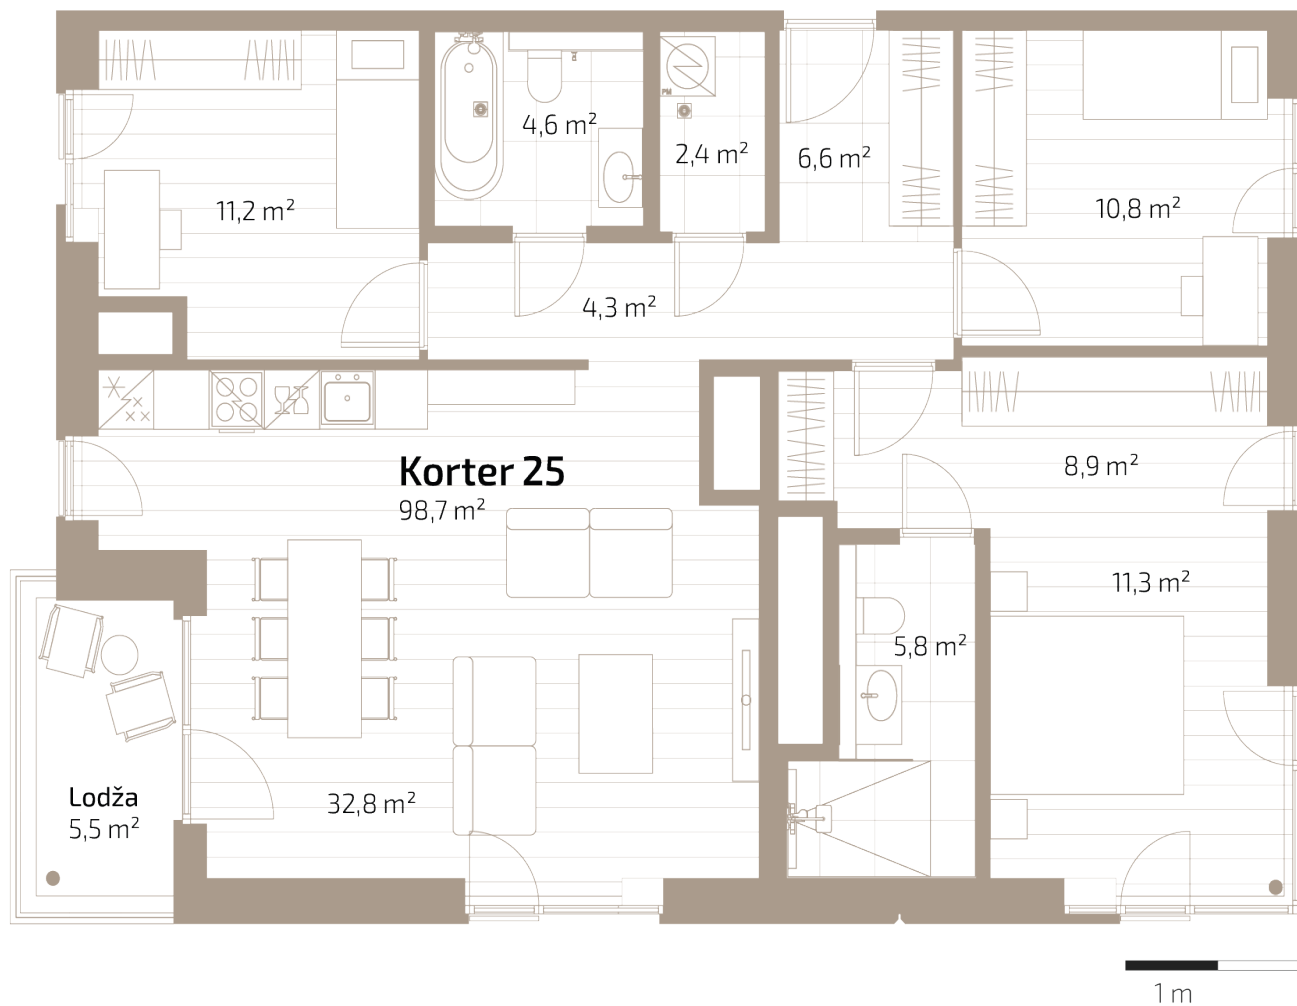 4,6 m²
2,4 m²
PM
6,6 m²
11,2 m²
10,8 m²
4,3 m²
Korter 25
98,7 m²
8,9 m²
11,3 m²
5,8 m²
Lodža
5,5 m²
32,8 m²
1 m